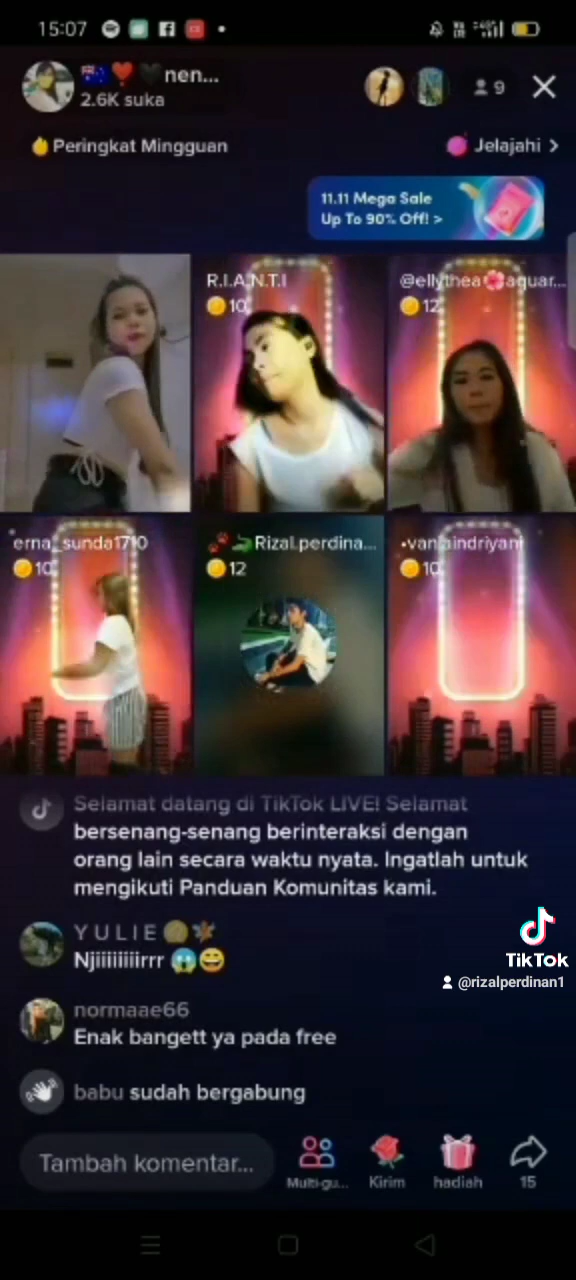 15:07
nen...
2.6K suka
9
Peringkat Mingguan
Jelajahi >
11.11 Mega Sale
Up To 90% Off! >
R.I.A.N.T.I
10
@ellythea🌸aquar...
12
erna_sunda1710
10
Rizal.perdina...
12
•vaniaindriyani
10
Selamat datang di TikTok LIVE! Selamat
bersenang-senang berinteraksi dengan
orang lain secara waktu nyata. Ingatlah untuk
mengikuti Panduan Komunitas kami.
Y U L I E
Njiiiiiiiirrr 😱😄
normaae66
Enak bangett ya pada free
babu sudah bergabung
TikTok
@rizalperdinan1
Tambah komentar...
Multi-gu...
Kirim
hadiah
15